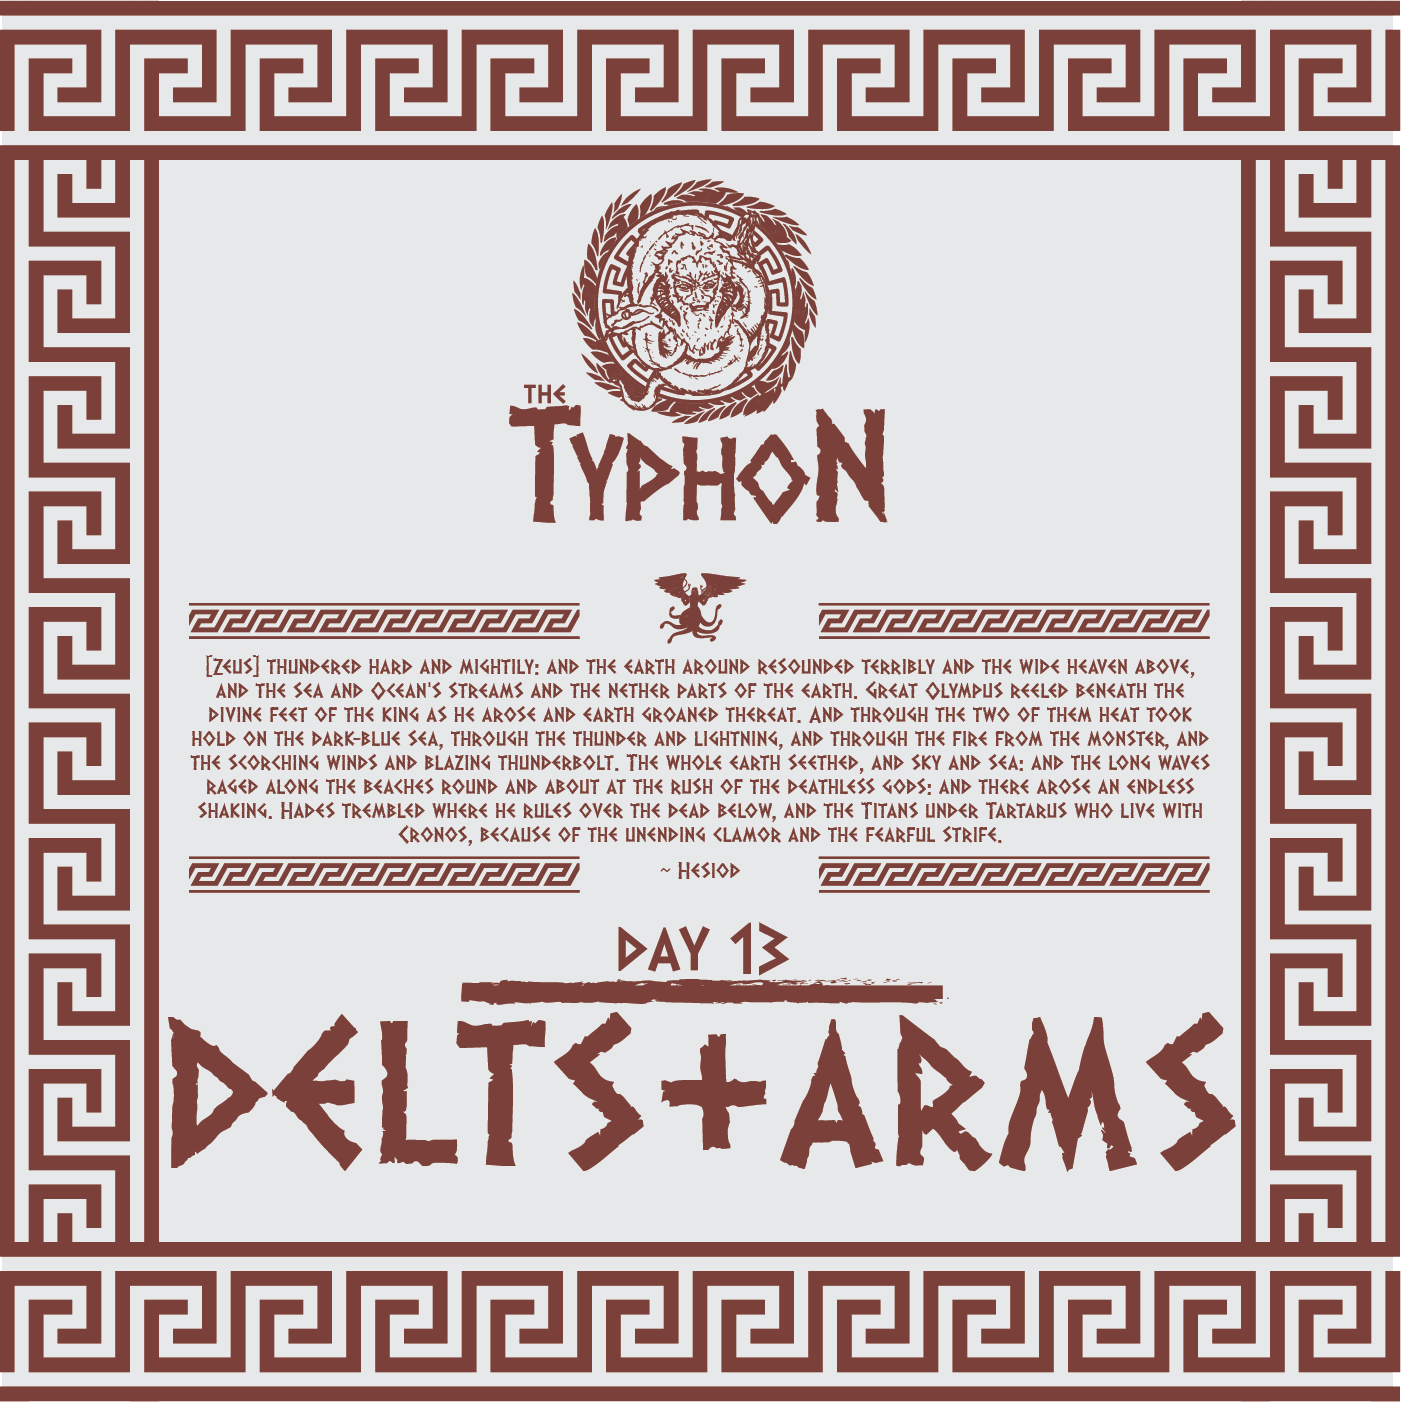 THE
TYPHON
[Zeus] thundered hard and mightily: and the earth around resounded terribly and the wide heaven above,
and the sea and Ocean's streams and the nether parts of the earth. Great Olympus reeled beneath the
divine feet of the king as he arose and earth groaned thereat. And through the two of them heat took
hold on the dark-blue sea, through the thunder and lightning, and through the fire from the monster, and
the scorching winds and blazing thunderbolt. The whole earth seethed, and sky and sea: and the long waves
raged along the beaches round and about at the rush of the deathless gods: and there arose an endless
shaking. Hades trembled where he rules over the dead below, and the Titans under Tartarus who live with
Cronos, because of the unending clamor and the fearful strife.
~ Hesiod
DAY 13
DELTS+ARMS